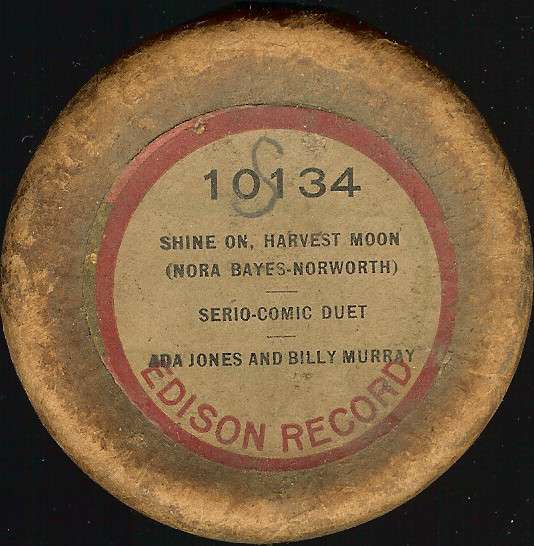 10134
SHINE ON, HARVEST MOON
(NORA BAYES-NORWORTH)
SERIO-COMIC DUET
ADA JONES AND BILLY MURRAY
EDISON RECORD